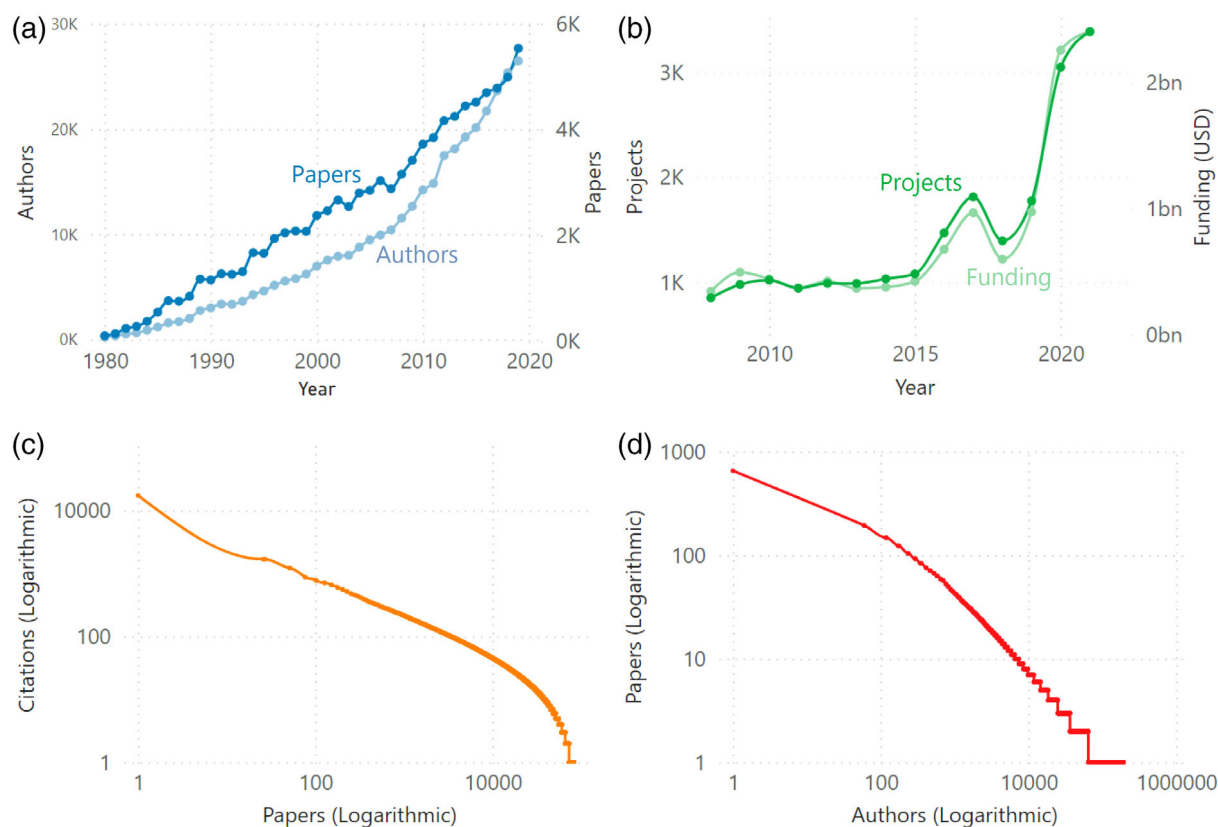 (a)
30K
20K
10K
0K
Authors
6K
4K
2K
0K
Papers
Papers
Authors
1980 1990 2000 2010 2020
Year
(b)
3K
2K
1K
Projects
2bn
1bn
0bn
Funding (USD)
Projects
Funding
2010 2015 2020
Year
(c)
10000
100
1
Citations (Logarithmic)
1 100 10000
Papers (Logarithmic)
(d)
1000
100
10
1
Papers (Logarithmic)
1 100 10000 1000000
Authors (Logarithmic)